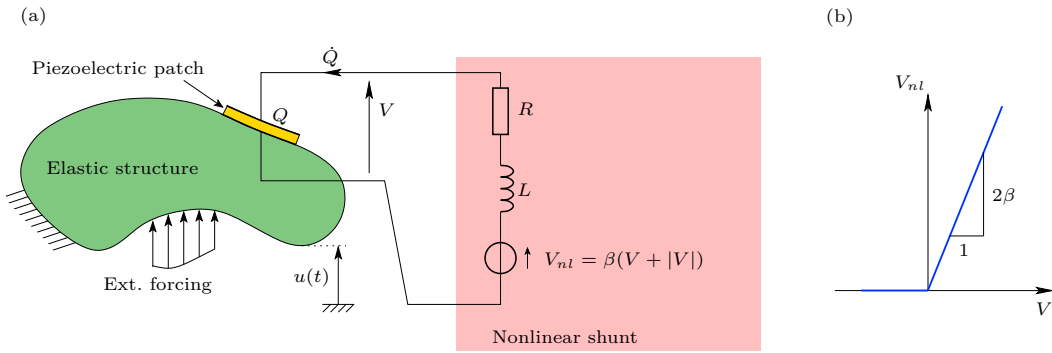 (a)
(b)
Piezoelectric patch
Q̇
Q
V
R
L
Elastic structure
V_{nl} = β(V + |V|)
u(t)
Ext. forcing
Nonlinear shunt
V_{nl}
2β
1
V